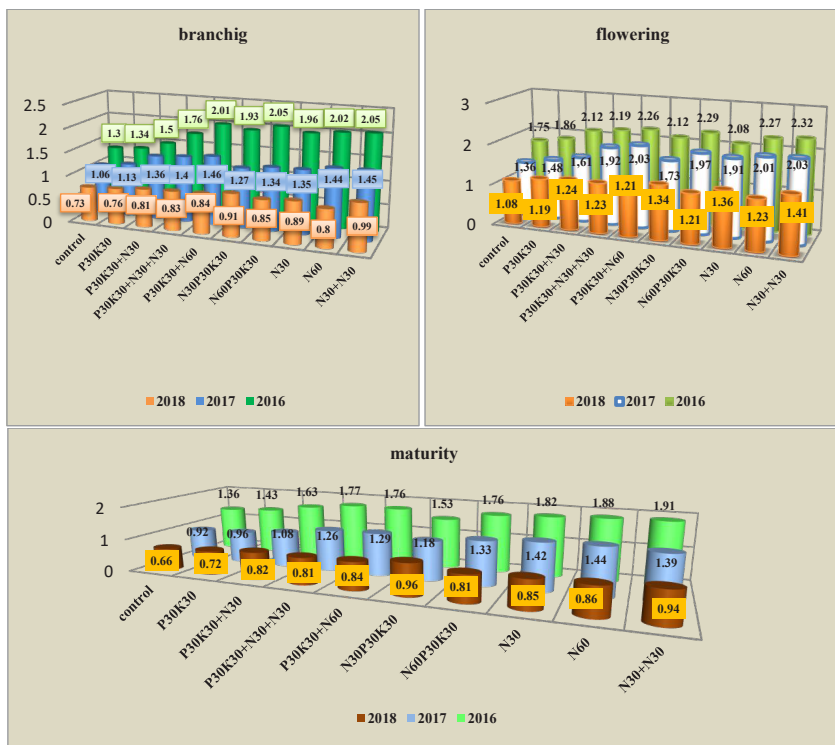 branchig
2.5
2
1.5
1
0.5
0
1.3 1.34 1.5 1.76 2.01 1.93 2.05 1.96 2.02 2.05
1.06 1.13 1.36 1.4 1.46 1.27 1.34 1.35 1.44 1.45
0.73 0.76 0.81 0.83 0.84 0.91 0.85 0.89 0.8 0.99
control
P30K30
P30K30+N30
P30K30+N30+N30
P30K30+N60
N30P30K30
N60P30K30
N30
N60
N30+N30
2018 2017 2016
flowering
3
2
1
0
1.75 1.86 2.12 2.19 2.26 2.12 2.29 2.08 2.27 2.32
1,36 1,48 1,61 1,92 2,03 1,73 1,97 1,91 2,01 2,03
1.08 1.19 1.24 1.23 1.21 1.34 1.21 1.36 1.23 1.41
control
P30K30
P30K30+N30
P30K30+N30+N30
P30K30+N60
N30P30K30
N60P30K30
N30
N60
N30+N30
2018 2017 2016
maturity
2
1
0
1.36 1.43 1.63 1.77 1.76 1.53 1.76 1.82 1.88 1.91
0.92 0.96 1.08 1.26 1.29 1.18 1.33 1.42 1.44 1.39
0.66 0.72 0.82 0.81 0.84 0.96 0.81 0.85 0.86 0.94
control
P30K30
P30K30+N30
P30K30+N30+N30
P30K30+N60
N30P30K30
N60P30K30
N30
N60
N30+N30
2018 2017 2016